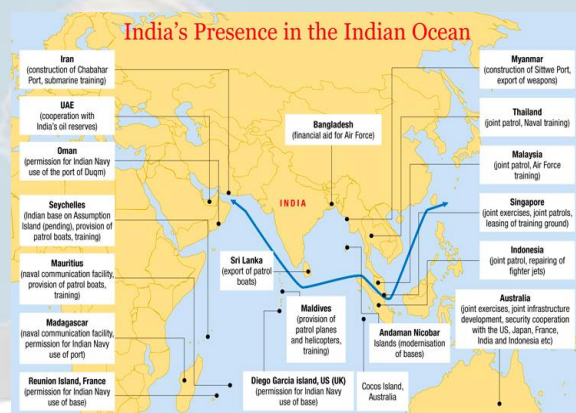 India's Presence in the Indian Ocean
Iran
(construction of Chabahar
Port, submarine training)
UAE
(cooperation with
India's oil reserves)
Oman
(permission for Indian Navy
use of the port of Duqm)
Seychelles
(Indian base on Assumption
Island (pending), provision of
patrol boats, training)
Mauritius
(naval communication facility,
provision of patrol boats,
training)
Madagascar
(naval communication facility,
permission for Indian Navy
use of port)
Reunion Island, France
(permission for Indian Navy
use of base)
Bangladesh
(financial aid for Air Force)
INDIA
Sri Lanka
(export of patrol
boats)
Maldives
(provision of
patrol planes
and helicopters,
training)
Diego Garcia island, US (UK)
(permission for Indian Navy
use of base)
Andaman Nicobar
Islands (modernisation
of bases)
Cocos Island,
Australia
Myanmar
(construction of Sittwe Port,
export of weapons)
Thailand
(joint patrol, Naval training)
Malaysia
(joint patrol, Air Force
training)
Singapore
(joint exercises, joint patrols,
leasing of training ground)
Indonesia
(joint patrol, repairing of
fighter jets)
Australia
(joint exercises, joint infrastructure
development, security cooperation
with the US, Japan, France,
India and Indonesia etc)